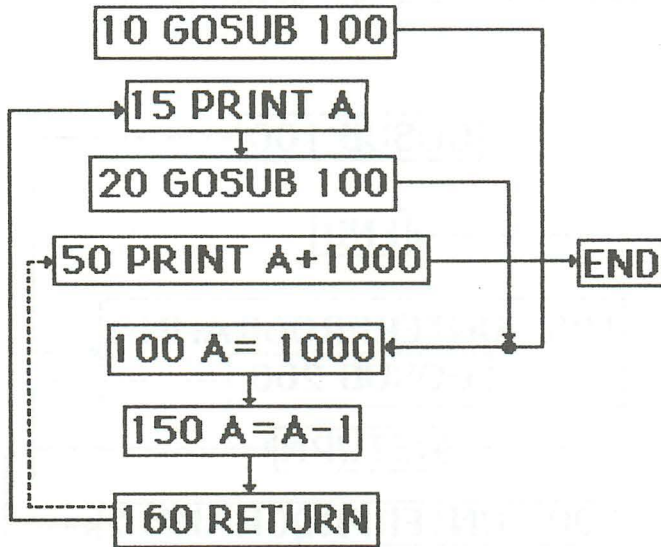 10 GOSUB 100
15 PRINT A
20 GOSUB 100
50 PRINT A+1000
END
100 A= 1000
150 A=A-1
160 RETURN